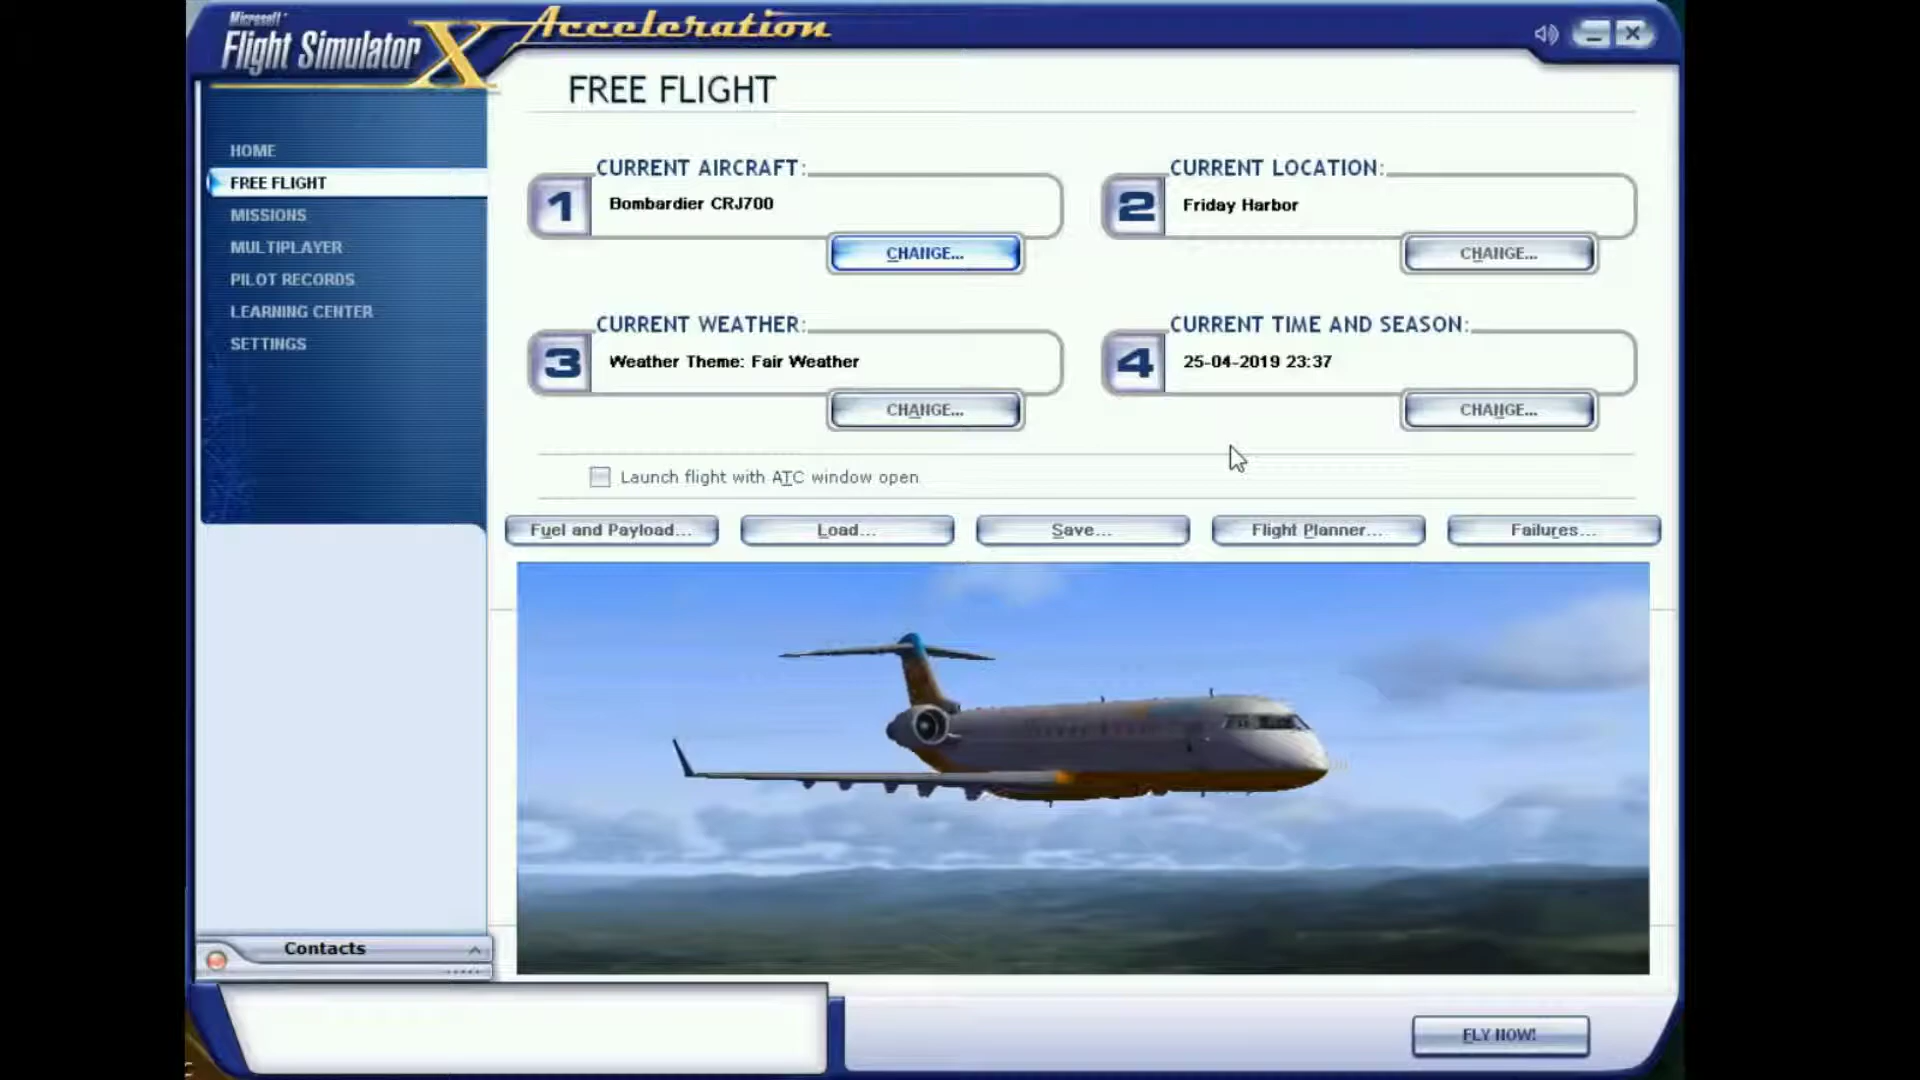 Microsoft
Flight Simulator X Acceleration
FREE FLIGHT
HOME
FREE FLIGHT
MISSIONS
MULTIPLAYER
PILOT RECORDS
LEARNING CENTER
SETTINGS
CURRENT AIRCRAFT:
1 Bombardier CRJ700
CHANGE...
CURRENT LOCATION:
2 Friday Harbor
CHANGE...
CURRENT WEATHER:
3 Weather Theme: Fair Weather
CHANGE...
CURRENT TIME AND SEASON:
4 25-04-2019 23:37
CHANGE...
Launch flight with ATC window open
Fuel and Payload... Load... Save... Flight Planner... Failures...
Contacts
FLY NOW!